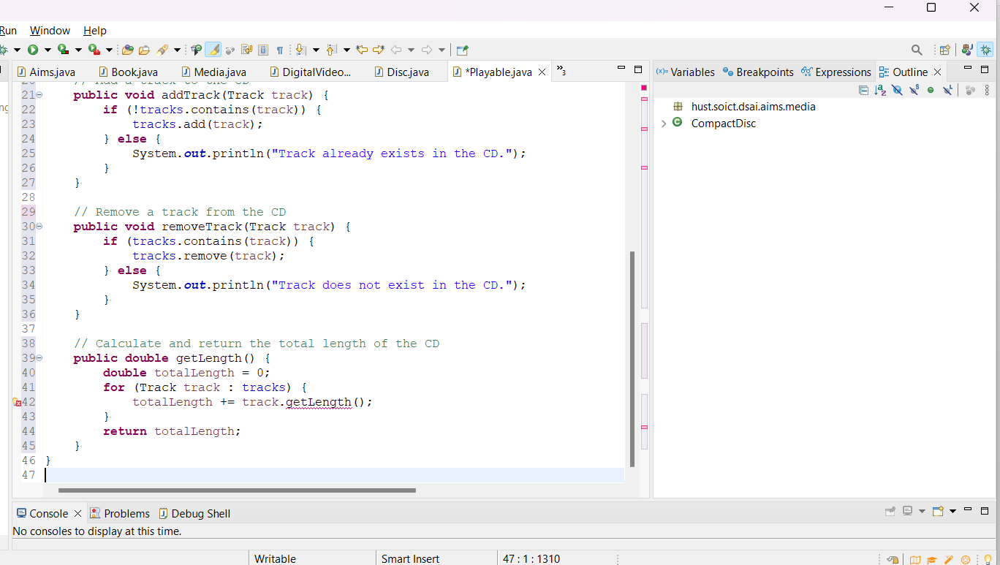 Run Window Help
Aims.java Book.java Media.java DigitalVideo... Disc.java *Playable.java »3
(x)= Variables Breakpoints Expressions Outline
hust.soict.dsai.aims.media
CompactDisc
21 public void addTrack(Track track) {
22 if (!tracks.contains(track)) {
23 tracks.add(track);
24 } else {
25 System.out.println("Track already exists in the CD.");
26 }
27 }
28
29 // Remove a track from the CD
30 public void removeTrack(Track track) {
31 if (tracks.contains(track)) {
32 tracks.remove(track);
33 } else {
34 System.out.println("Track does not exist in the CD.");
35 }
36 }
37
38 // Calculate and return the total length of the CD
39 public double getLength() {
40 double totalLength = 0;
41 for (Track track : tracks) {
42 totalLength += track.getLength();
43 }
44 return totalLength;
45 }
46 }
47
Console Problems Debug Shell
No consoles to display at this time.
Writable Smart Insert 47 : 1 : 1310